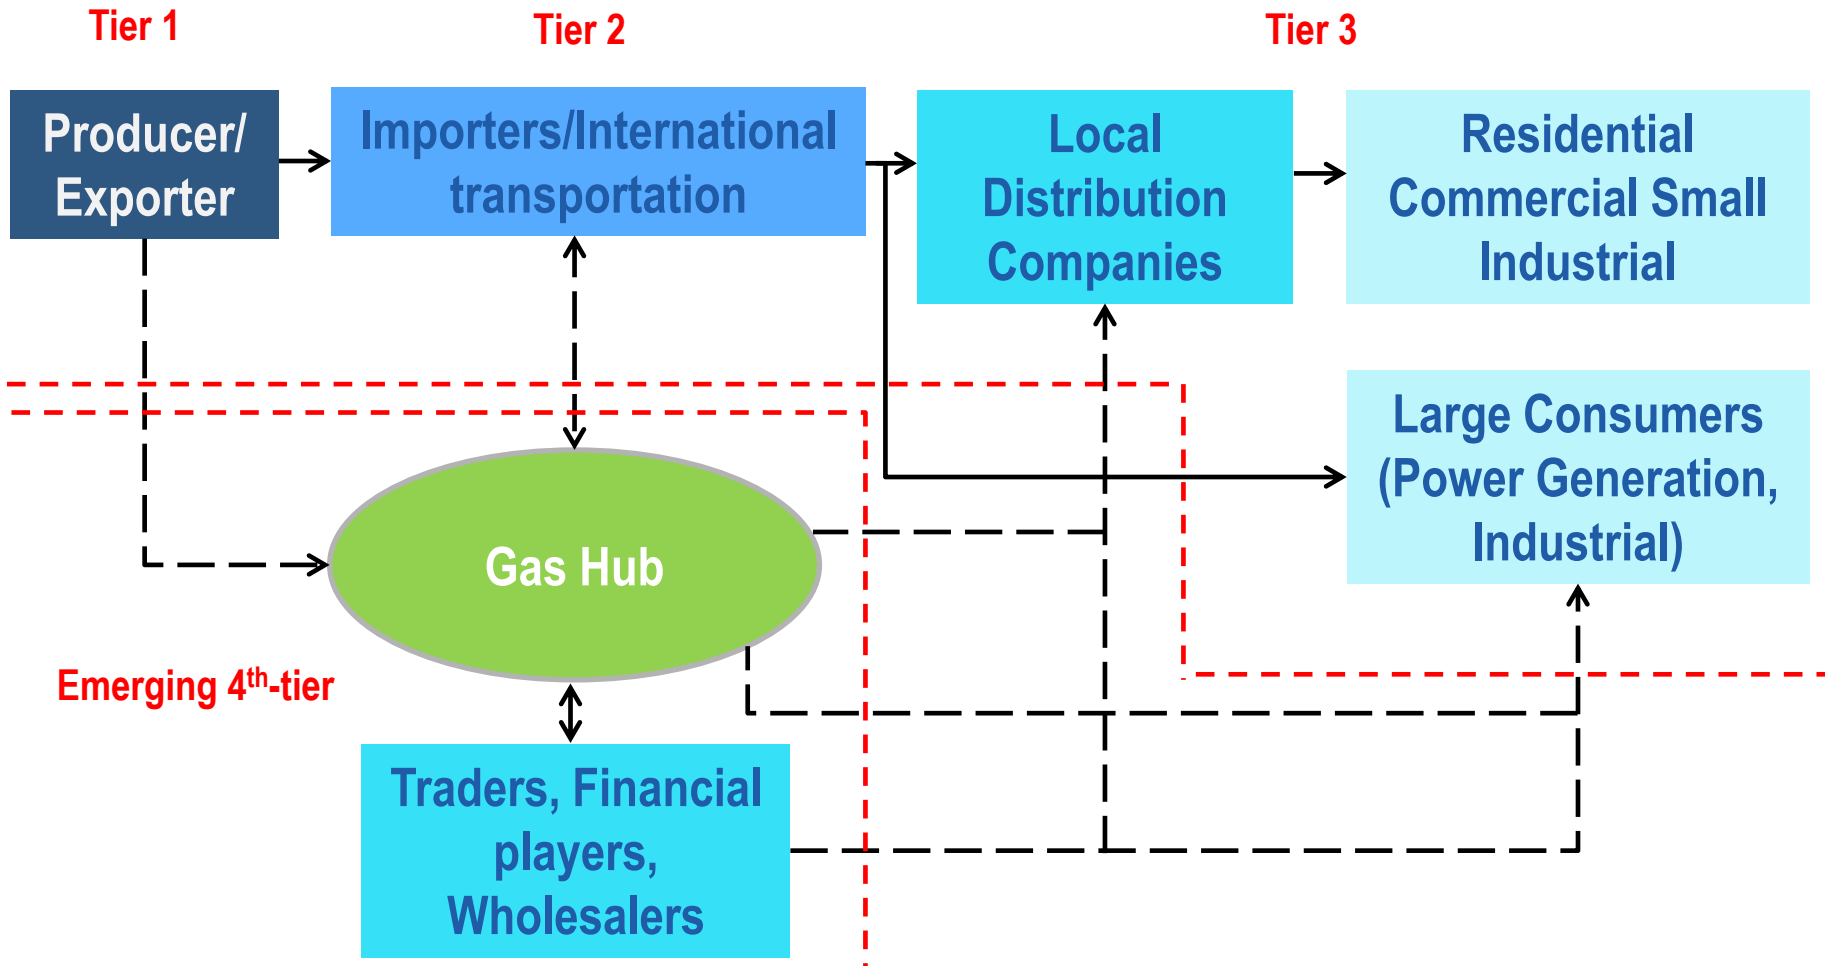 Tier 1
Tier 2
Tier 3
Producer/
Exporter
Importers/International
transportation
Local
Distribution
Companies
Residential
Commercial Small
Industrial
Large Consumers
(Power Generation,
Industrial)
Gas Hub
Emerging 4th-tier
Traders, Financial
players,
Wholesalers